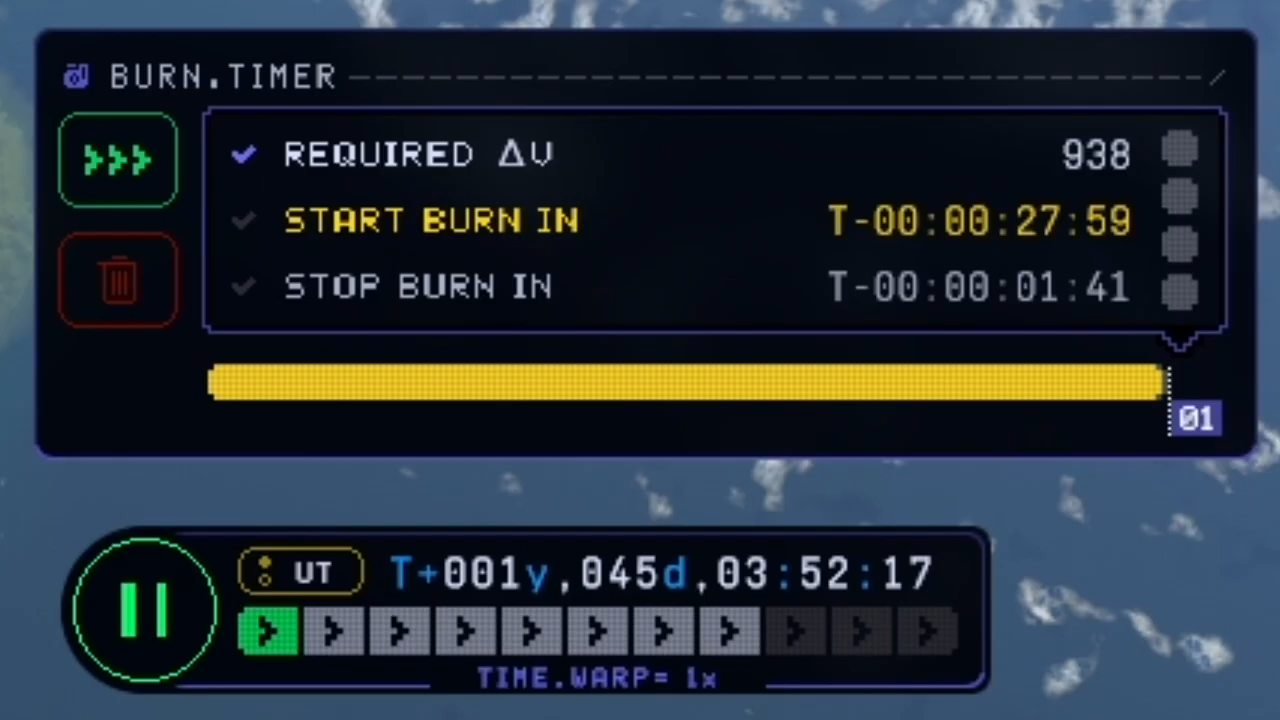 BURN.TIMER
REQUIRED ΔV 938
START BURN IN T-00:00:27:59
STOP BURN IN T-00:00:01:41
01
UT T+001y,045d,03:52:17
TIME.WARP= 1x